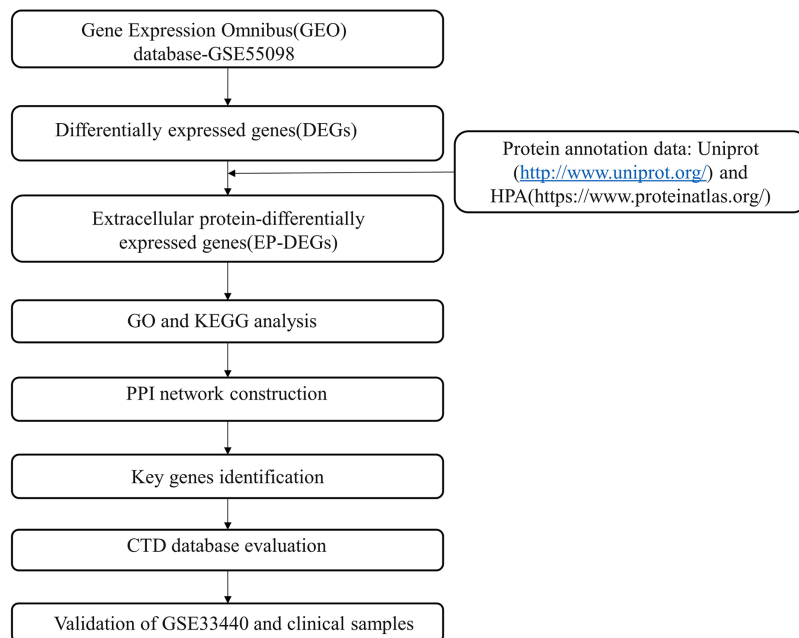 Gene Expression Omnibus(GEO)
database-GSE55098
Differentially expressed genes(DEGs)
Protein annotation data: Uniprot
(http://www.uniprot.org/) and
HPA(https://www.proteinatlas.org/)
Extracellular protein-differentially
expressed genes(EP-DEGs)
GO and KEGG analysis
PPI network construction
Key genes identification
CTD database evaluation
Validation of GSE33440 and clinical samples